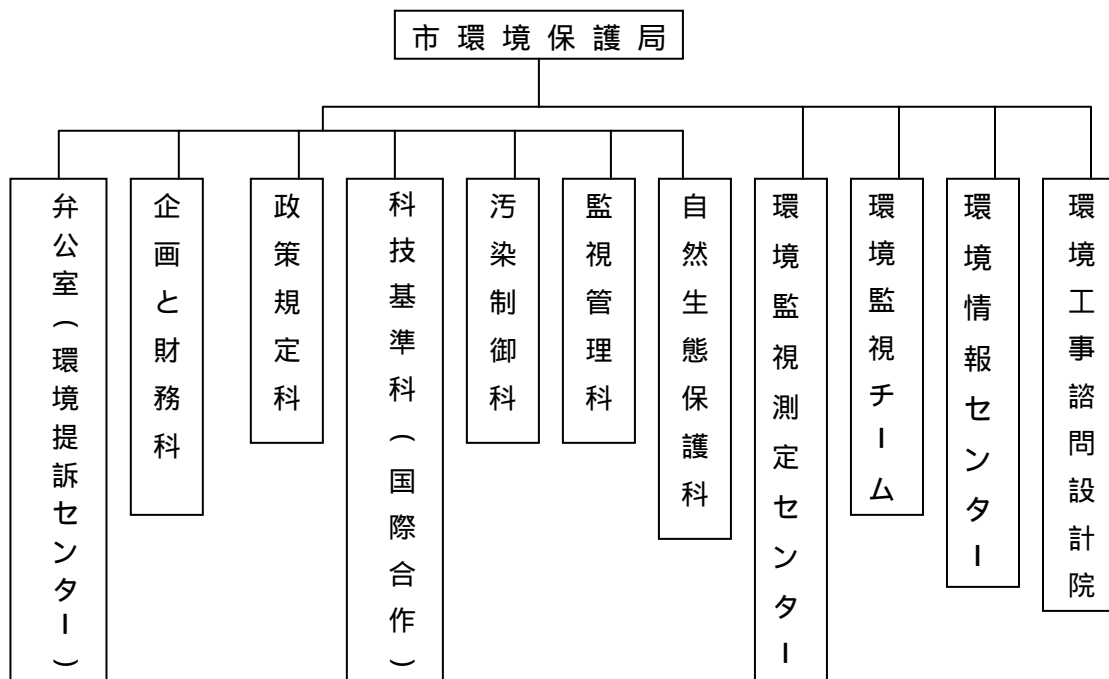 市環境保護局
弁公室（環境提訴センター）
企画と財務科
政策規定科
科技基準科（国際合作）
汚染制御科
監視管理科
自然生態保護科
環境監視測定センター
環境監視チーム
環境情報センター
環境工事諮問設計院